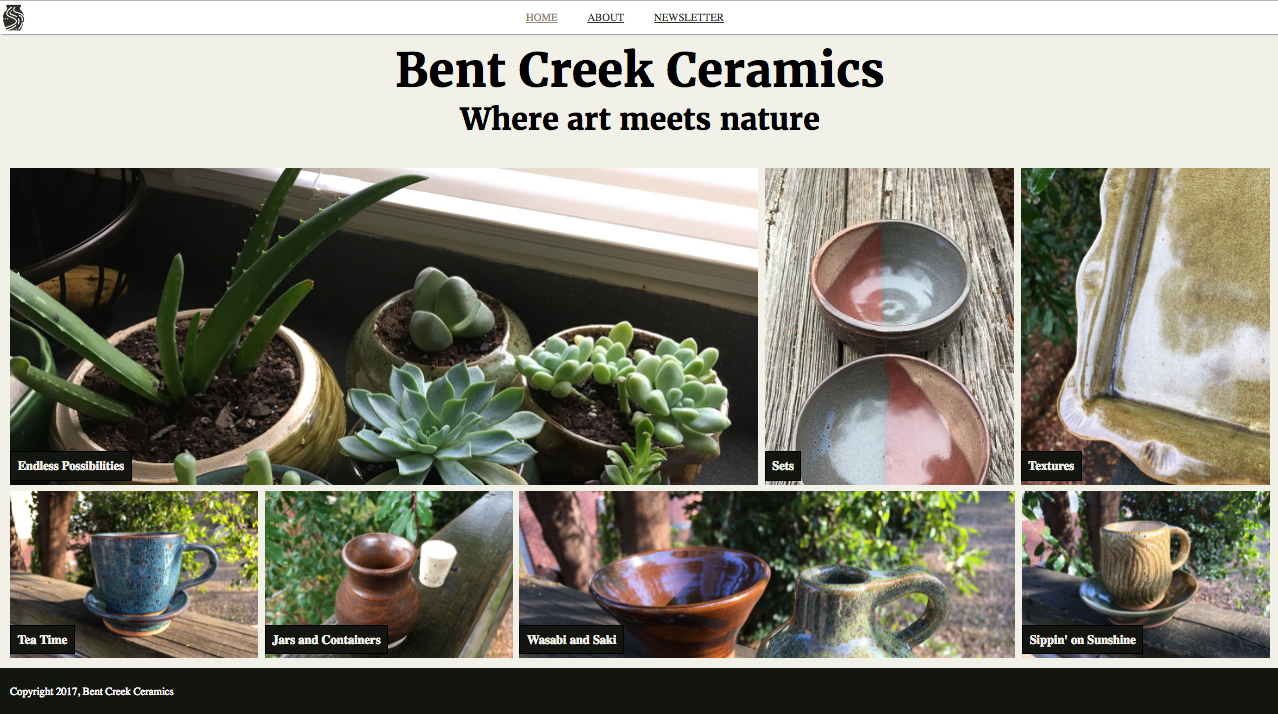 HOME ABOUT NEWSLETTER
Bent Creek Ceramics
Where art meets nature
Endless Possibilities
Sets
Textures
Tea Time
Jars and Containers
Wasabi and Saki
Sippin' on Sunshine
Copyright 2017, Bent Creek Ceramics